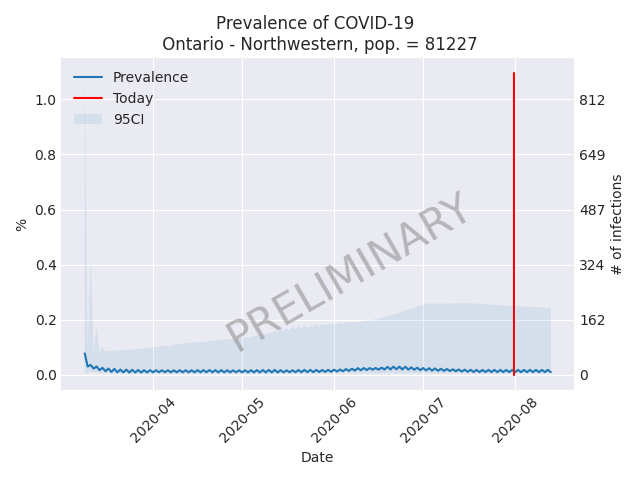 Prevalence of COVID-19
Ontario - Northwestern, pop. = 81227
Prevalence
Today
95CI
PRELIMINARY
%
1.0
0.8
0.6
0.4
0.2
0.0
812
649
487
324
162
0
# of infections
2020-04
2020-05
2020-06
2020-07
2020-08
Date